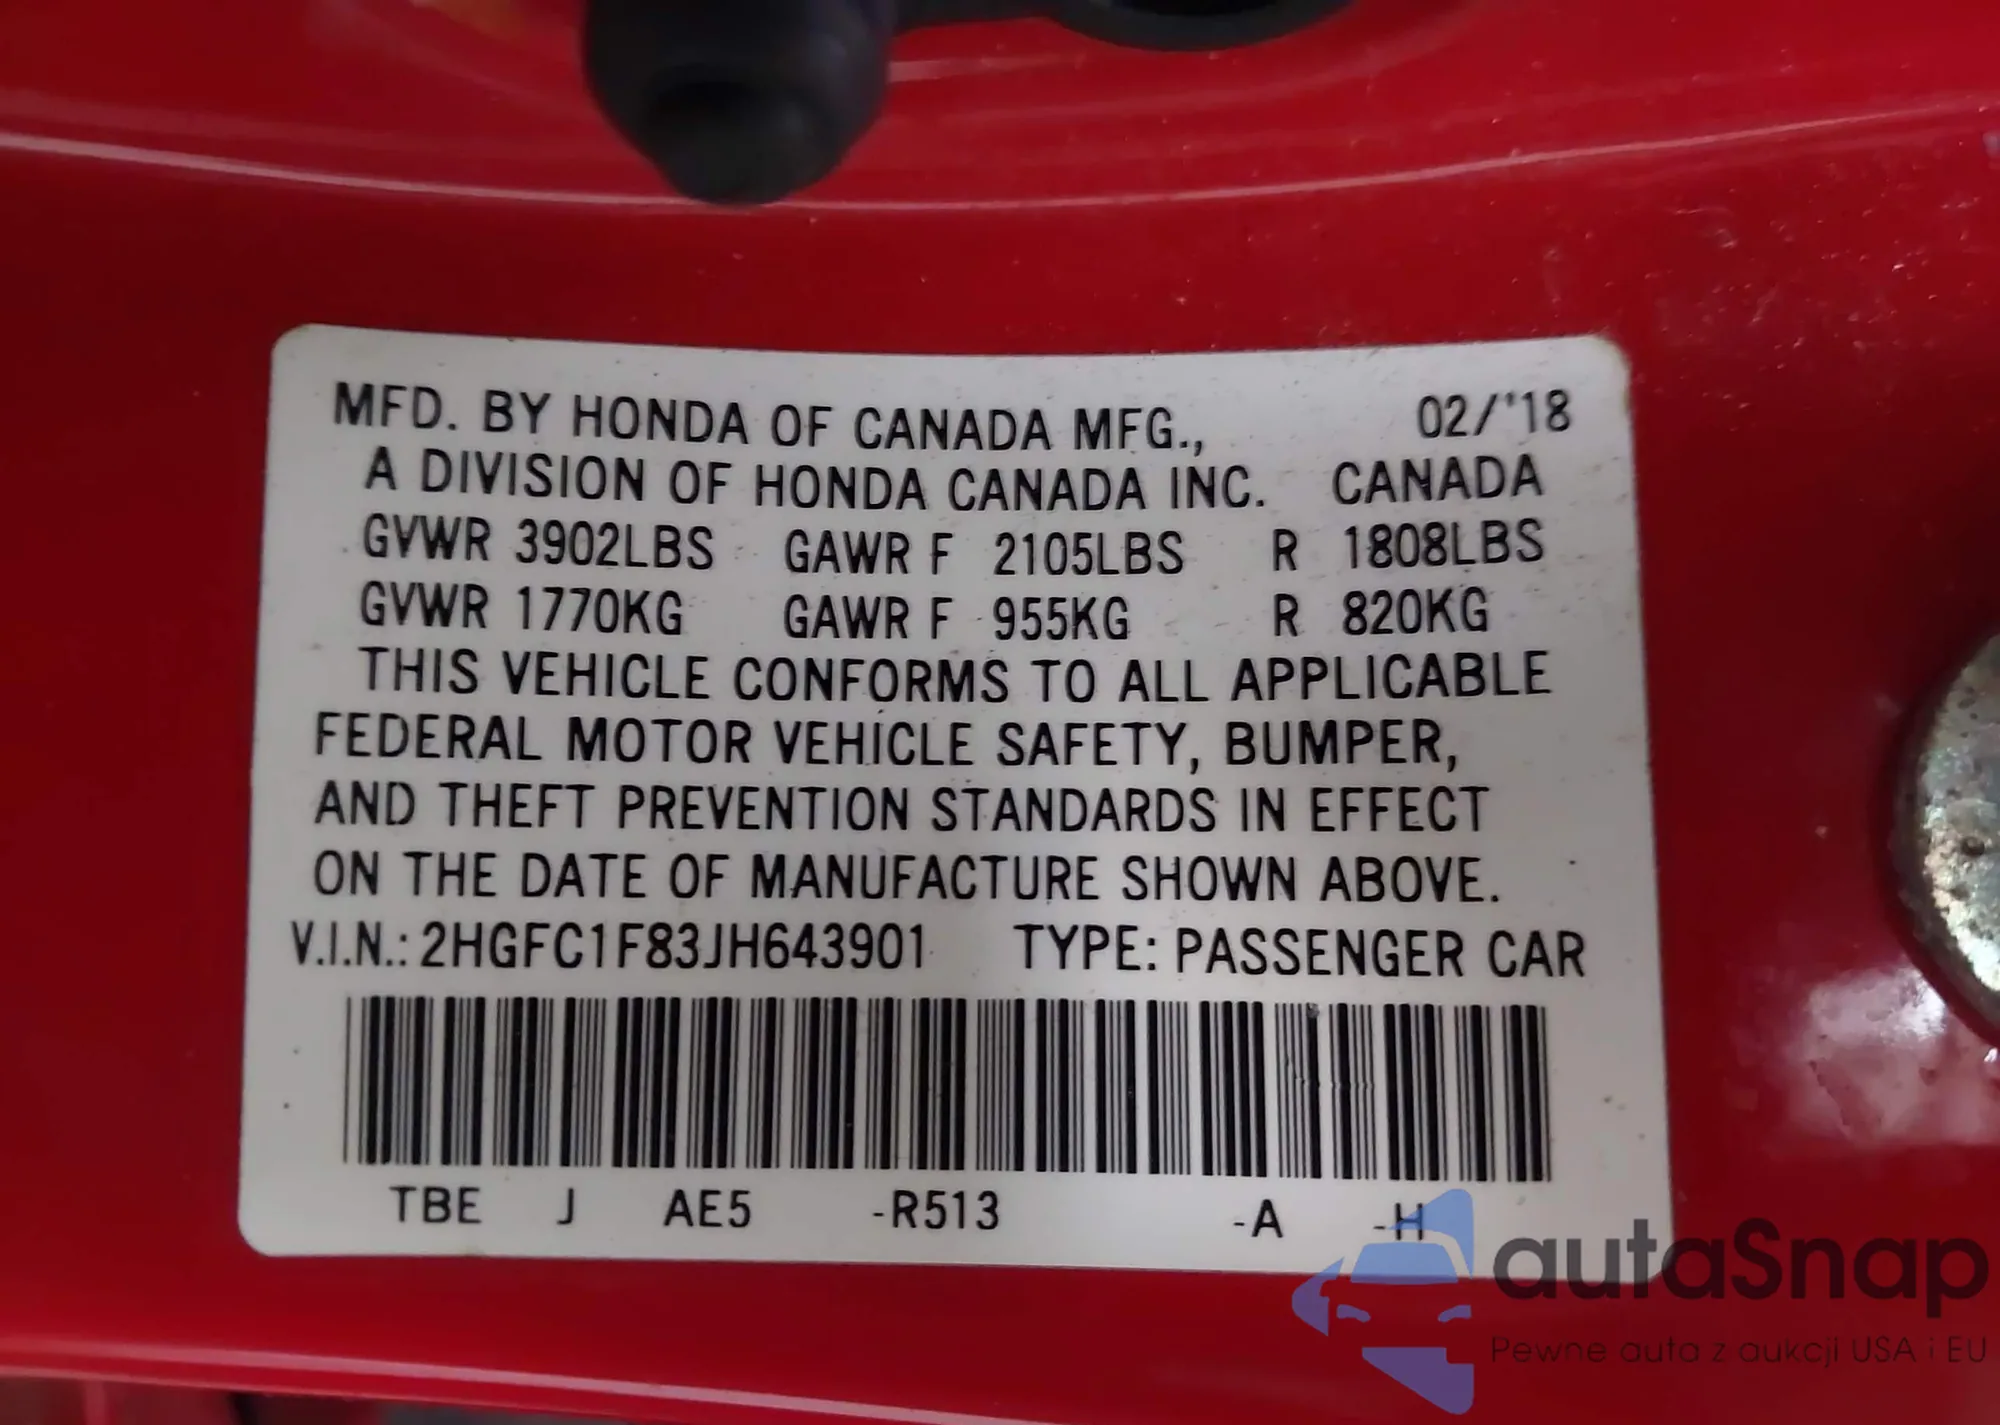 MFD. BY HONDA OF CANADA MFG., 02/'18
A DIVISION OF HONDA CANADA INC. CANADA
GVWR 3902LBS GAWR F 2105LBS R 1808LBS
GVWR 1770KG GAWR F 955KG R 820KG
THIS VEHICLE CONFORMS TO ALL APPLICABLE
FEDERAL MOTOR VEHICLE SAFETY, BUMPER,
AND THEFT PREVENTION STANDARDS IN EFFECT
ON THE DATE OF MANUFACTURE SHOWN ABOVE.
V.I.N.: 2HGFC1F83JH643901 TYPE: PASSENGER CAR
TBE J AE5 -R513 -A -H
autaSnap
Pewne auta z aukcji USA i EU